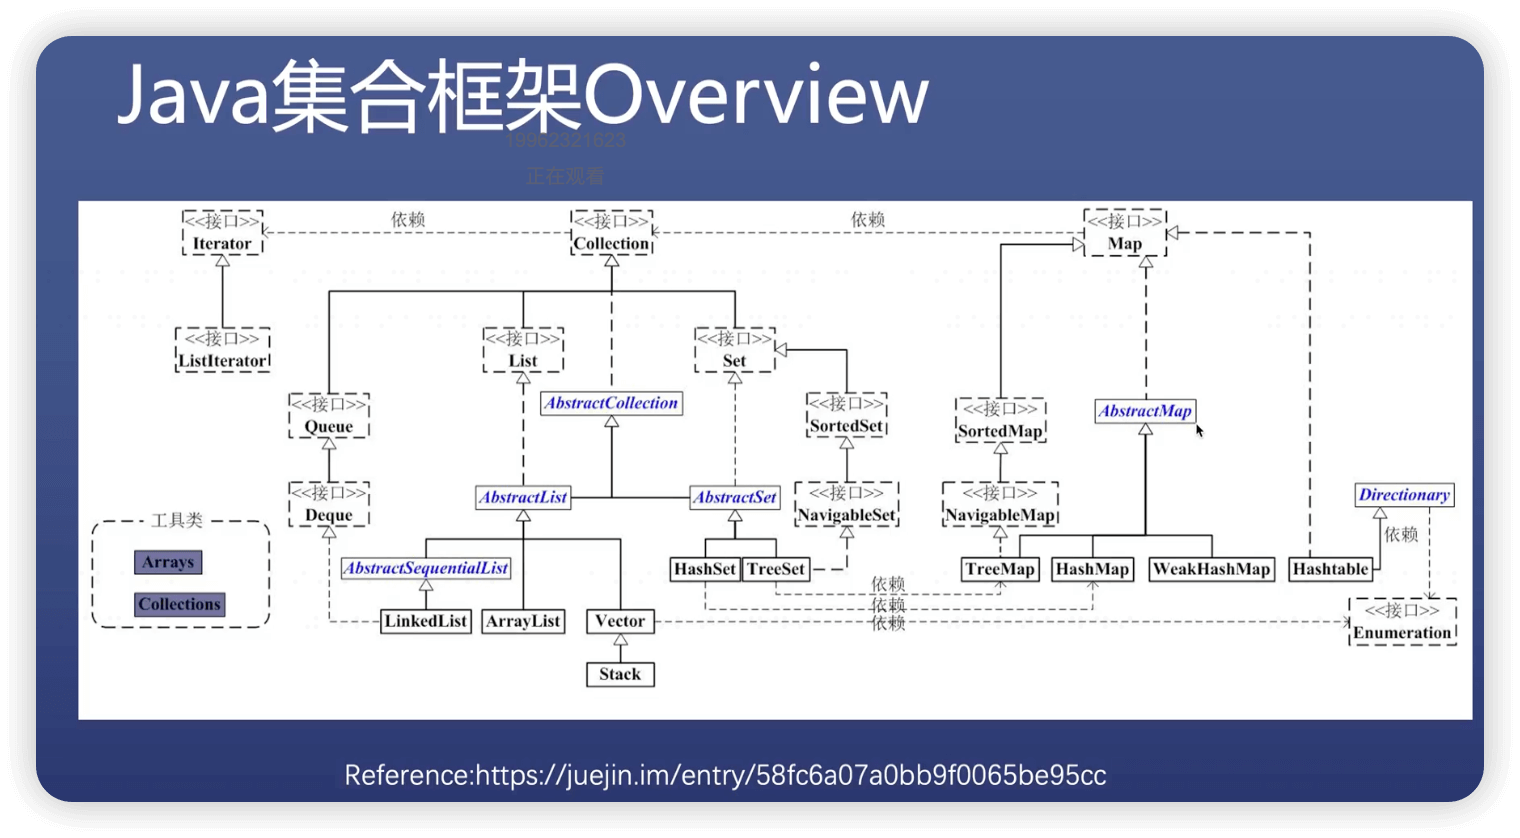 Java集合框架Overview
19962321623
正在观看
<<接口>>
Iterator
依赖
<<接口>>
Collection
依赖
<<接口>>
Map
<<接口>>
ListIterator
<<接口>>
List
<<接口>>
Set
<<接口>>
Queue
AbstractCollection
<<接口>>
SortedSet
<<接口>>
SortedMap
AbstractMap
<<接口>>
Deque
AbstractList
AbstractSet
<<接口>>
NavigableSet
<<接口>>
NavigableMap
Directionary
依赖
工具类
Arrays
Collections
AbstractSequentialList
HashSet
TreeSet
TreeMap
HashMap
WeakHashMap
Hashtable
依赖
依赖
依赖
LinkedList
ArrayList
Vector
<<接口>>
Enumeration
Stack
Reference:https://juejin.im/entry/58fc6a07a0bb9f0065be95cc